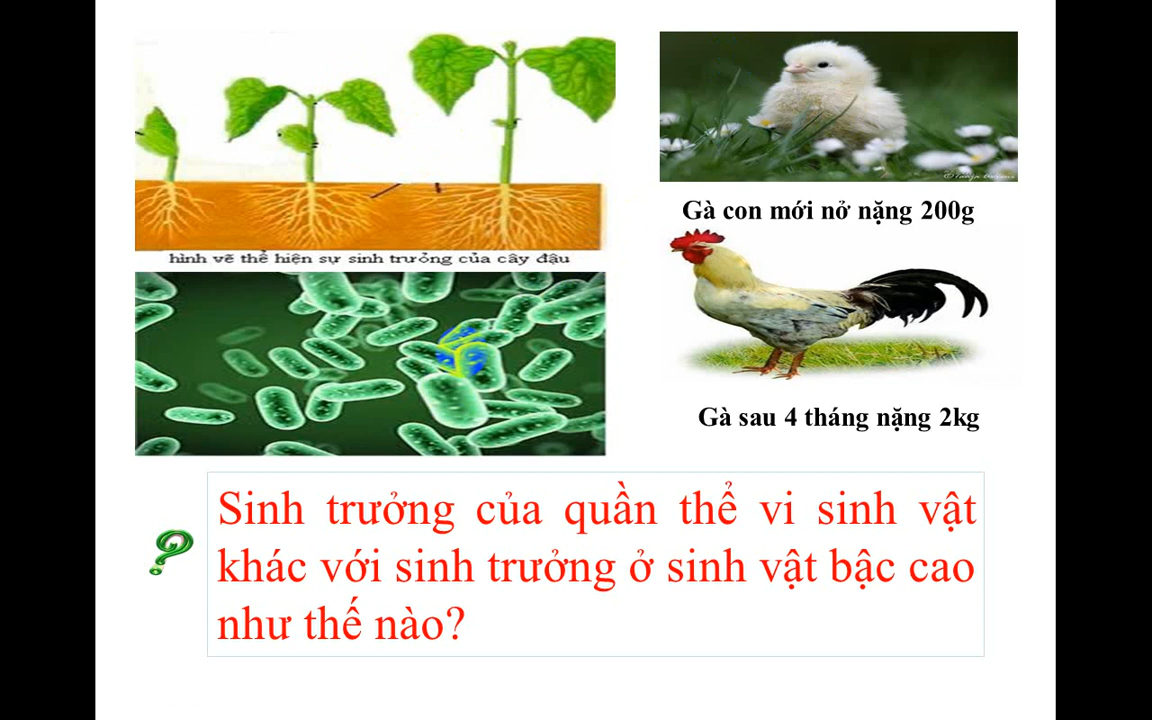 hình vẽ thể hiện sự sinh trưởng của cây đậu
Gà con mới nở nặng 200g
Gà sau 4 tháng nặng 2kg
Sinh trưởng của quần thể vi sinh vật
khác với sinh trưởng ở sinh vật bậc cao
như thế nào?